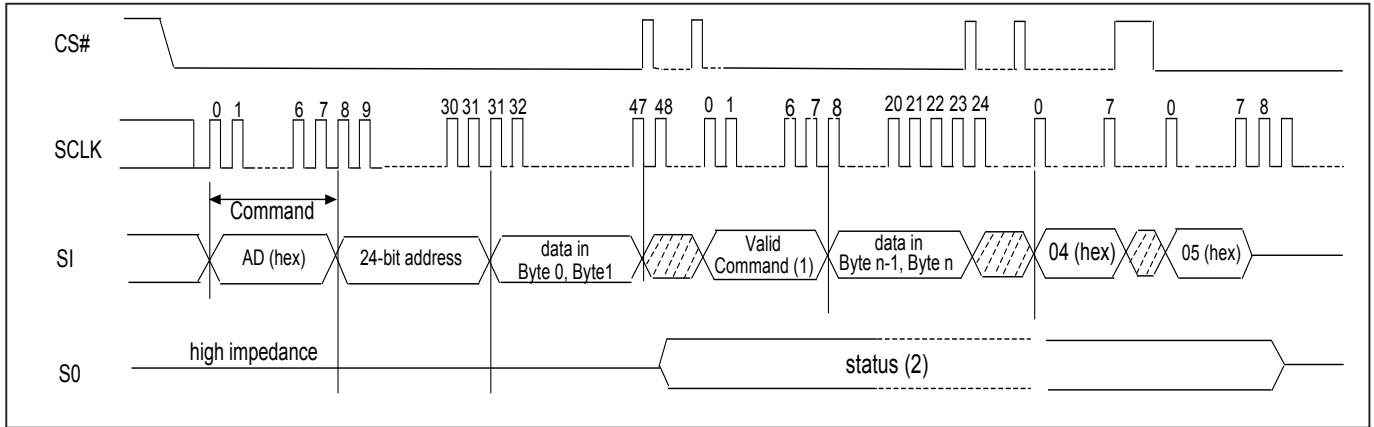 CS#
0 1 6 7 8 9 30 31 31 32 47 48 0 1 6 7 8 20 21 22 23 24 0 7 0 7 8
SCLK
Command
SI
AD (hex)
24-bit address
data in
Byte 0, Byte1
Valid
Command (1)
data in
Byte n-1, Byte n
04 (hex)
05 (hex)
high impedance
S0
status (2)